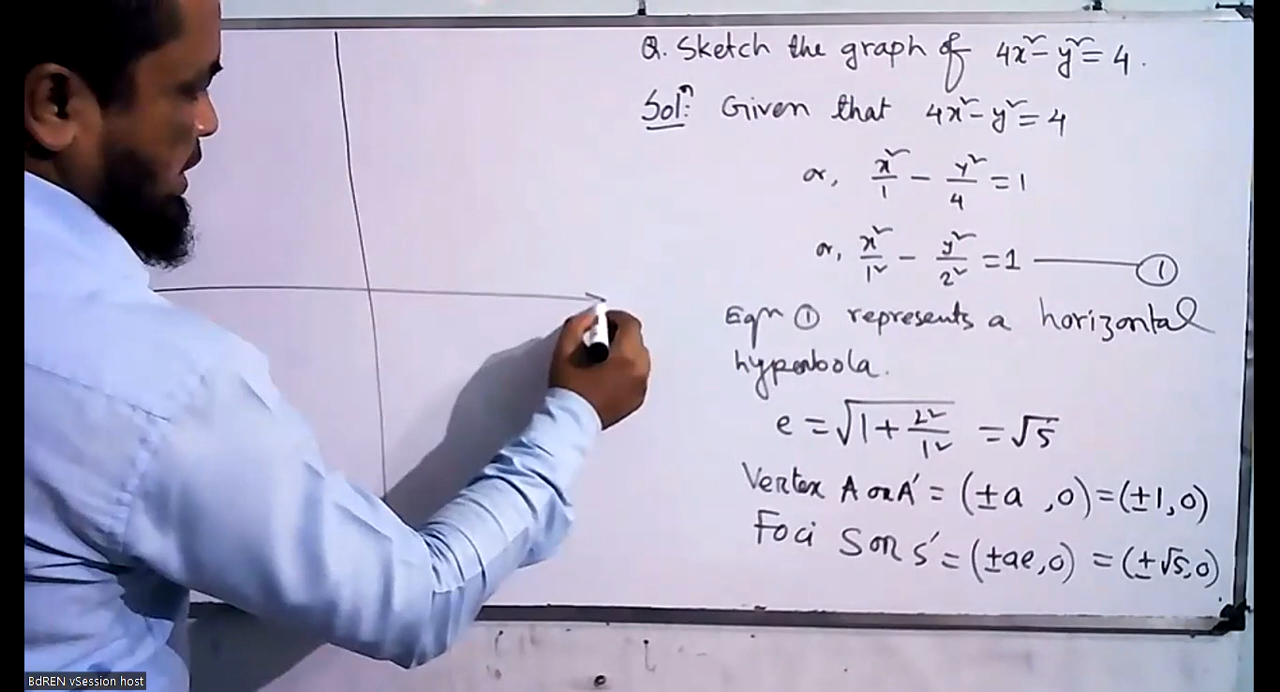 Q. Sketch the graph of 4x² - y² = 4.
Solⁿ: Given that 4x² - y² = 4
or, x²/1 - y²/4 = 1
or, x²/1² - y²/2² = 1 ——— ①
Eqn ① represents a horizontal
hyperbola.
e = √(1 + 2²/1²) = √5
Vertex A or A' = (±a, 0) = (±1, 0)
Foci S or S' = (±ae, 0) = (±√5, 0)
BdREN vSession host